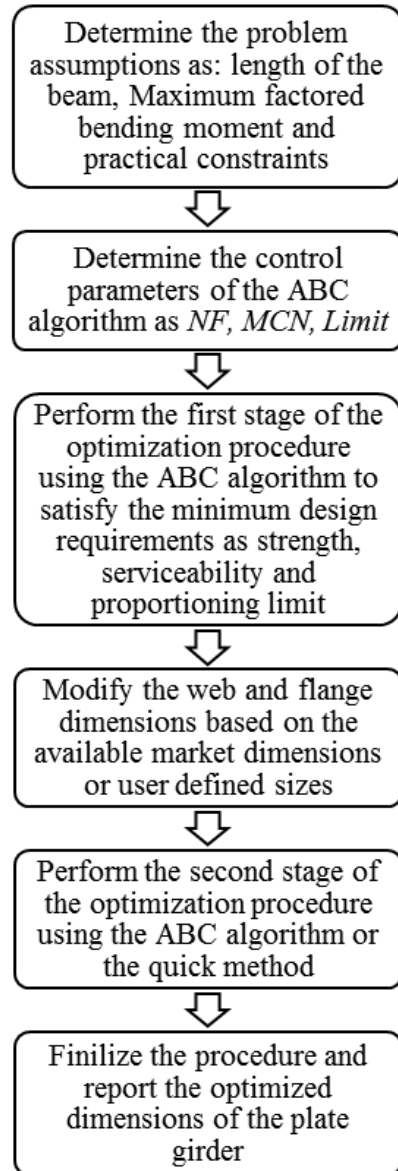 Determine the problem
assumptions as: length of the
beam, Maximum factored
bending moment and
practical constraints
Determine the control
parameters of the ABC
algorithm as NF, MCN, Limit
Perform the first stage of the
optimization procedure
using the ABC algorithm to
satisfy the minimum design
requirements as strength,
serviceability and
proportioning limit
Modify the web and flange
dimensions based on the
available market dimensions
or user defined sizes
Perform the second stage of
the optimization procedure
using the ABC algorithm or
the quick method
Finilize the procedure and
report the optimized
dimensions of the plate
girder